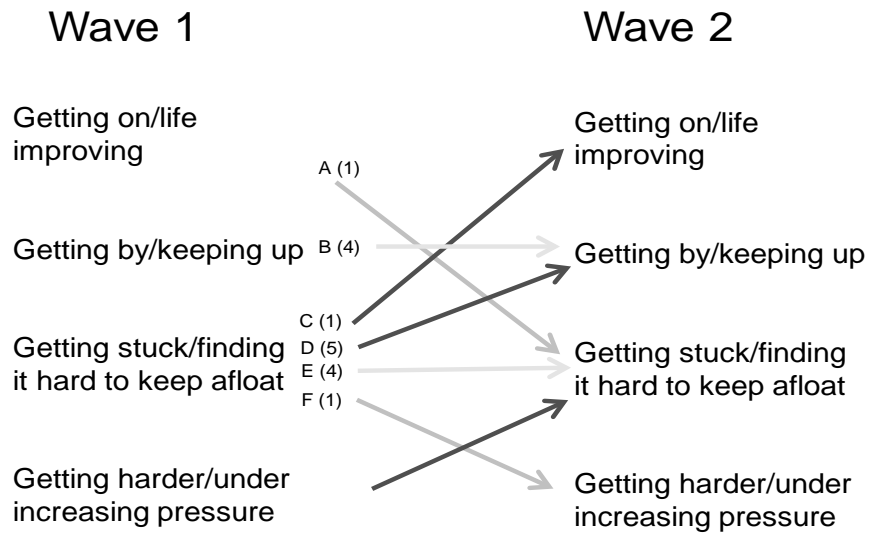 Wave 1
Wave 2
Getting on/life
improving
Getting on/life
improving
A (1)
Getting by/keeping up
B (4)
Getting by/keeping up
C (1)
Getting stuck/finding
it hard to keep afloat
D (5)
E (4)
F (1)
Getting stuck/finding
it hard to keep afloat
Getting harder/under
increasing pressure
Getting harder/under
increasing pressure